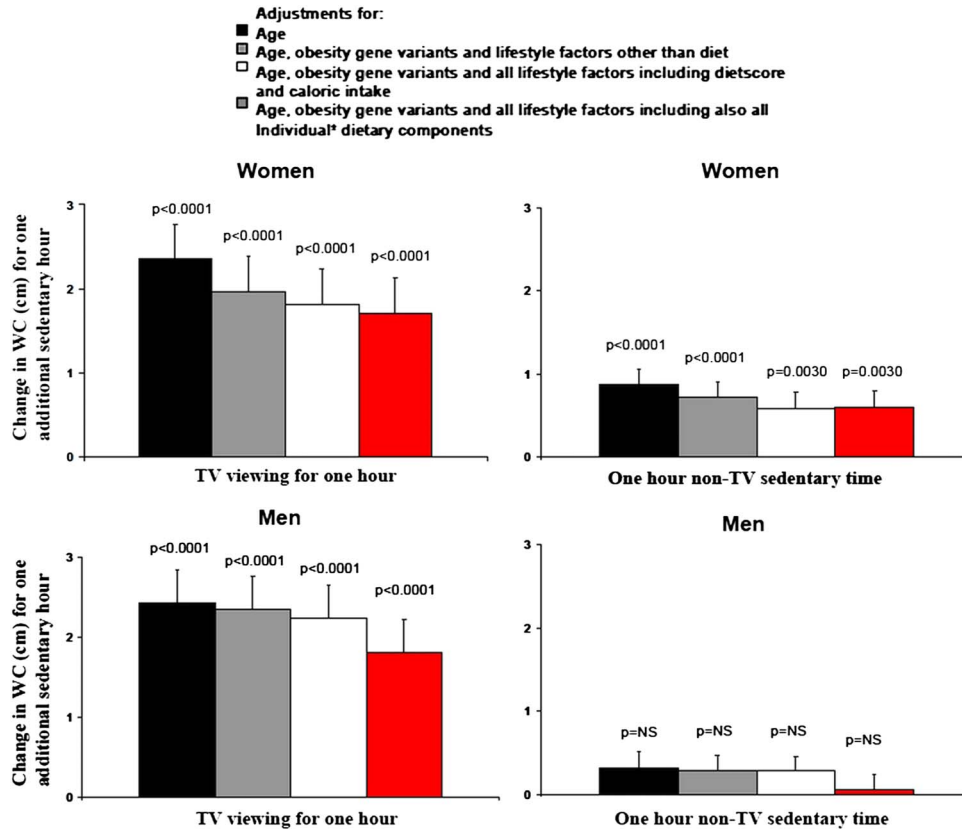 Adjustments for:
Age
Age, obesity gene variants and lifestyle factors other than diet
Age, obesity gene variants and all lifestyle factors including dietscore
and caloric intake
Age, obesity gene variants and all lifestyle factors including also all
Individual* dietary components
Women
Change in WC (cm) for one
additional sedentary hour
3
2
1
0
p<0.0001
p<0.0001
p<0.0001
p<0.0001
TV viewing for one hour
Women
3
2
1
0
p<0.0001
p<0.0001
p=0.0030
p=0.0030
One hour non-TV sedentary time
Men
Change in WC (cm) for one
additional sedentary hour
3
2
1
0
p<0.0001
p<0.0001
p<0.0001
p<0.0001
TV viewing for one hour
Men
3
2
1
0
p=NS
p=NS
p=NS
p=NS
One hour non-TV sedentary time